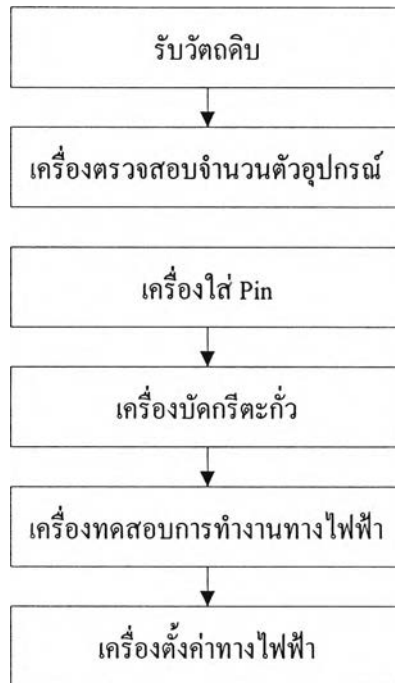 รับวัตถุดิบ
เครื่องตรวจสอบจำนวนตัวอุปกรณ์
เครื่องใส่ Pin
เครื่องบัดกรีตะกั่ว
เครื่องทดสอบการทำงานทางไฟฟ้า
เครื่องตั้งค่าทางไฟฟ้า